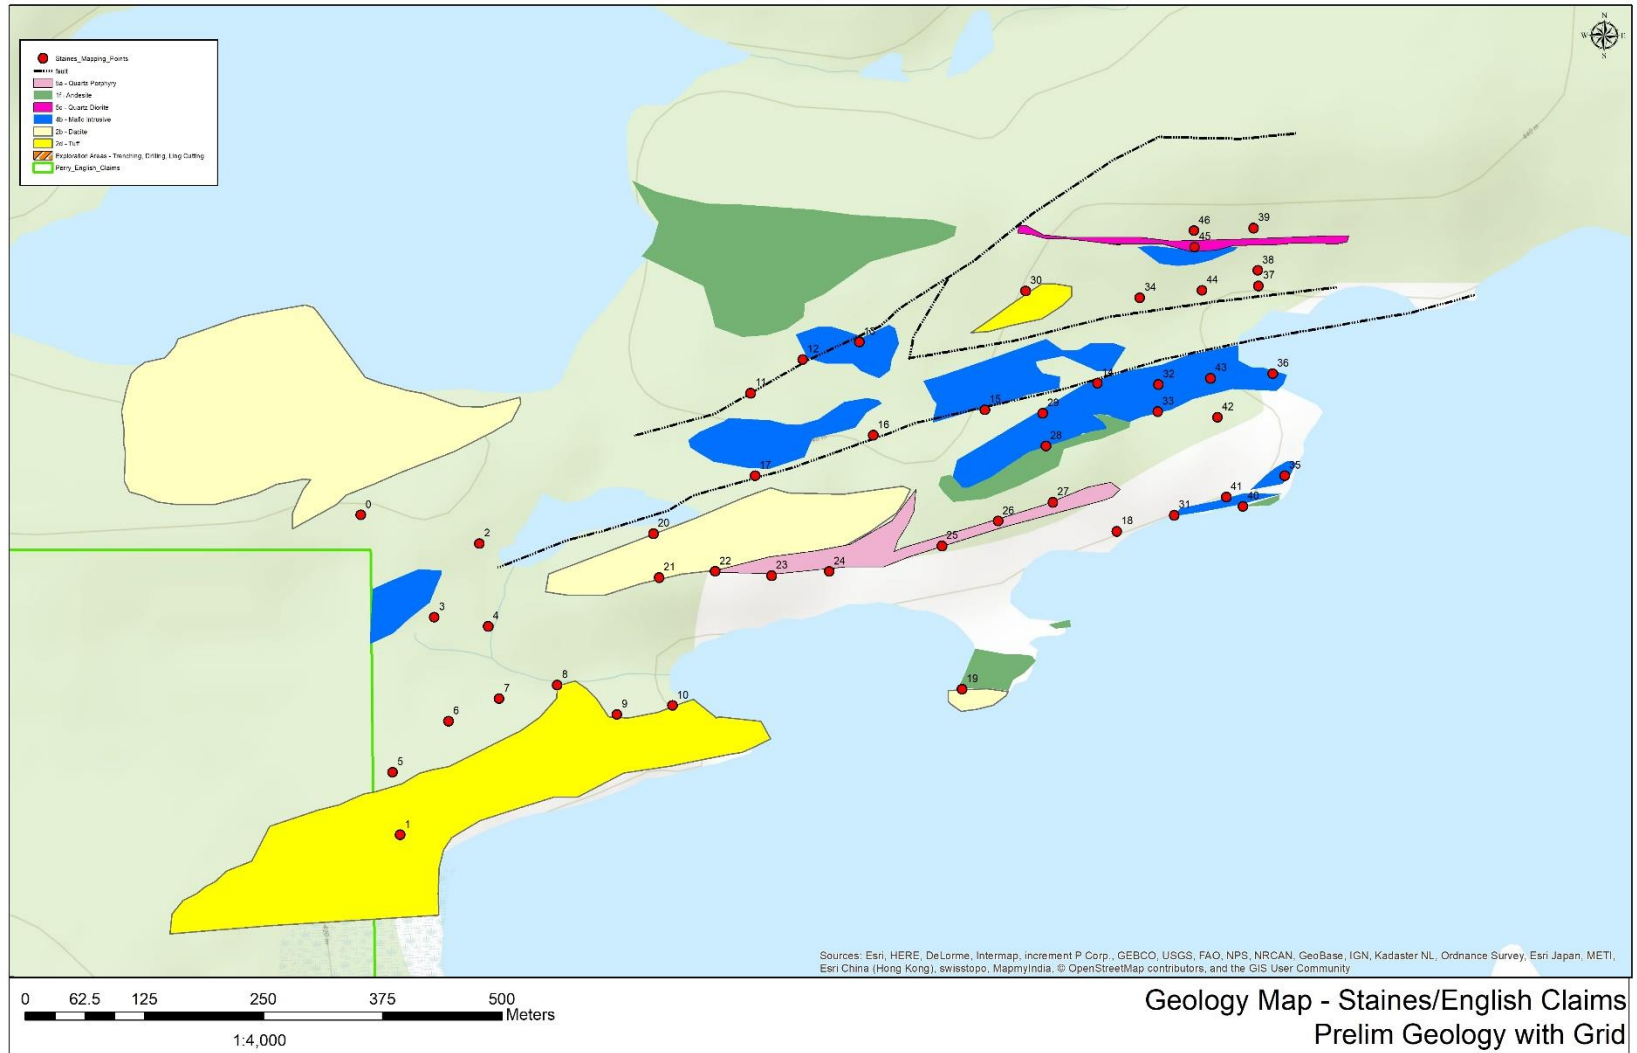 N
W E
S
Staines_Mapping_Points
fault
5a - Quartz Porphyry
1f - Andesite
5c - Quartz Diorite
4b - Mafic Intrusive
2b - Dacite
2d - Tuff
Exploration Areas - Trenching, Drilling, Ling Cutting
Perry_English_Claims
46
39
45
38
37
30
34
44
13
12
11
14
32
43
36
15
29
33
42
16
28
17
35
27
41
40
31
26
18
0
20
2
25
22
24
21
23
3
4
8
19
7
10
9
6
5
1
Sources: Esri, HERE, DeLorme, Intermap, increment P Corp., GEBCO, USGS, FAO, NPS, NRCAN, GeoBase, IGN, Kadaster NL, Ordnance Survey, Esri Japan, METI,
Esri China (Hong Kong), swisstopo, MapmyIndia, © OpenStreetMap contributors, and the GIS User Community
0 62.5 125 250 375 500
Meters
1:4,000
Geology Map - Staines/English Claims
Prelim Geology with Grid